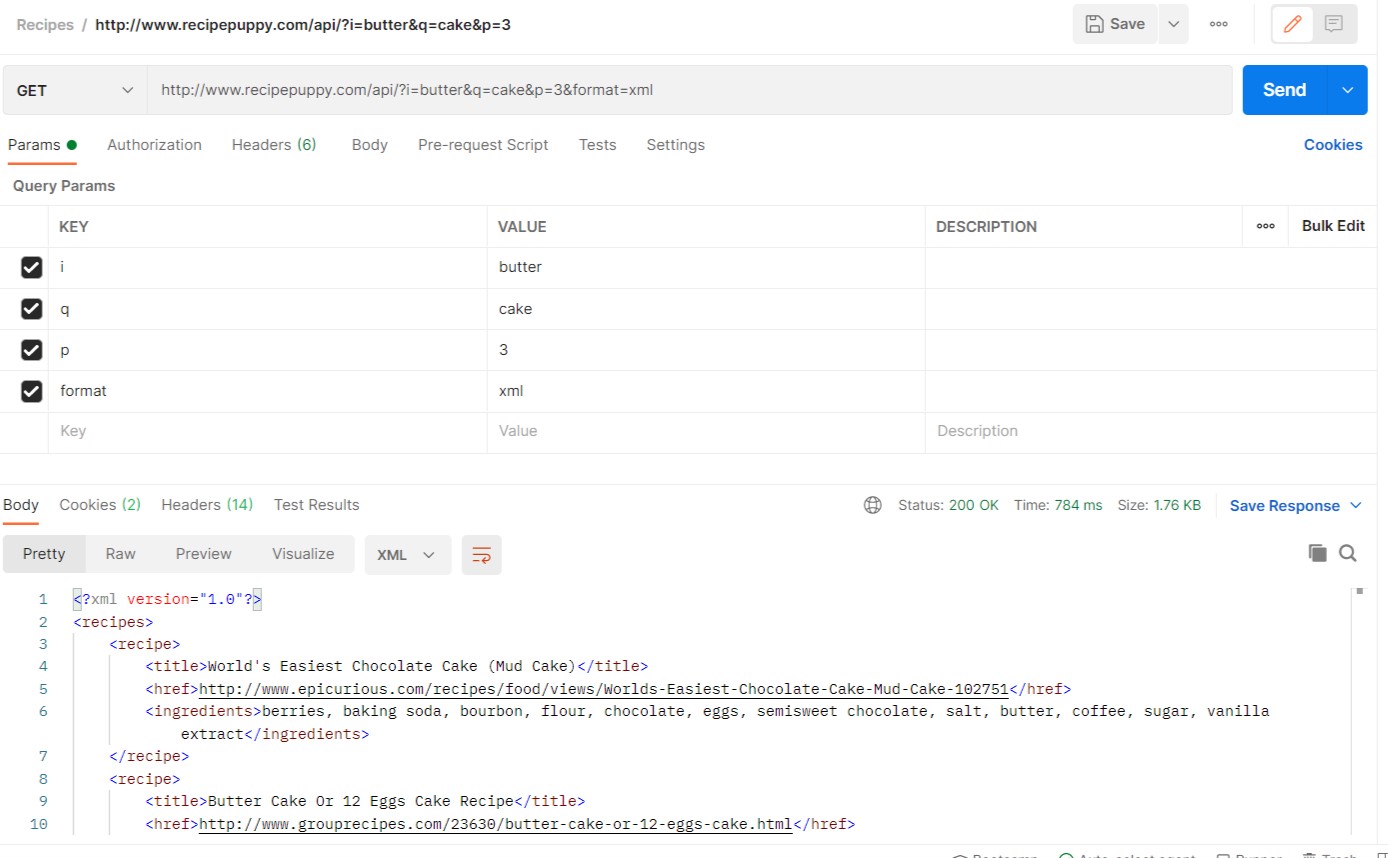 Recipes / http://www.recipepuppy.com/api/?i=butter&q=cake&p=3
Save
GET http://www.recipepuppy.com/api/?i=butter&q=cake&p=3&format=xml Send
Params Authorization Headers (6) Body Pre-request Script Tests Settings Cookies
Query Params
KEY VALUE DESCRIPTION Bulk Edit
i butter
q cake
p 3
format xml
Key Value Description
Body Cookies (2) Headers (14) Test Results Status: 200 OK Time: 784 ms Size: 1.76 KB Save Response
Pretty Raw Preview Visualize XML
1 <?xml version="1.0"?>
2 <recipes>
3 <recipe>
4 <title>World's Easiest Chocolate Cake (Mud Cake)</title>
5 <href>http://www.epicurious.com/recipes/food/views/Worlds-Easiest-Chocolate-Cake-Mud-Cake-102751</href>
6 <ingredients>berries, baking soda, bourbon, flour, chocolate, eggs, semisweet chocolate, salt, butter, coffee, sugar, vanilla
extract</ingredients>
7 </recipe>
8 <recipe>
9 <title>Butter Cake Or 12 Eggs Cake Recipe</title>
10 <href>http://www.grouprecipes.com/23630/butter-cake-or-12-eggs-cake.html</href>
Bootcamp Auto-select agent Runner Trash